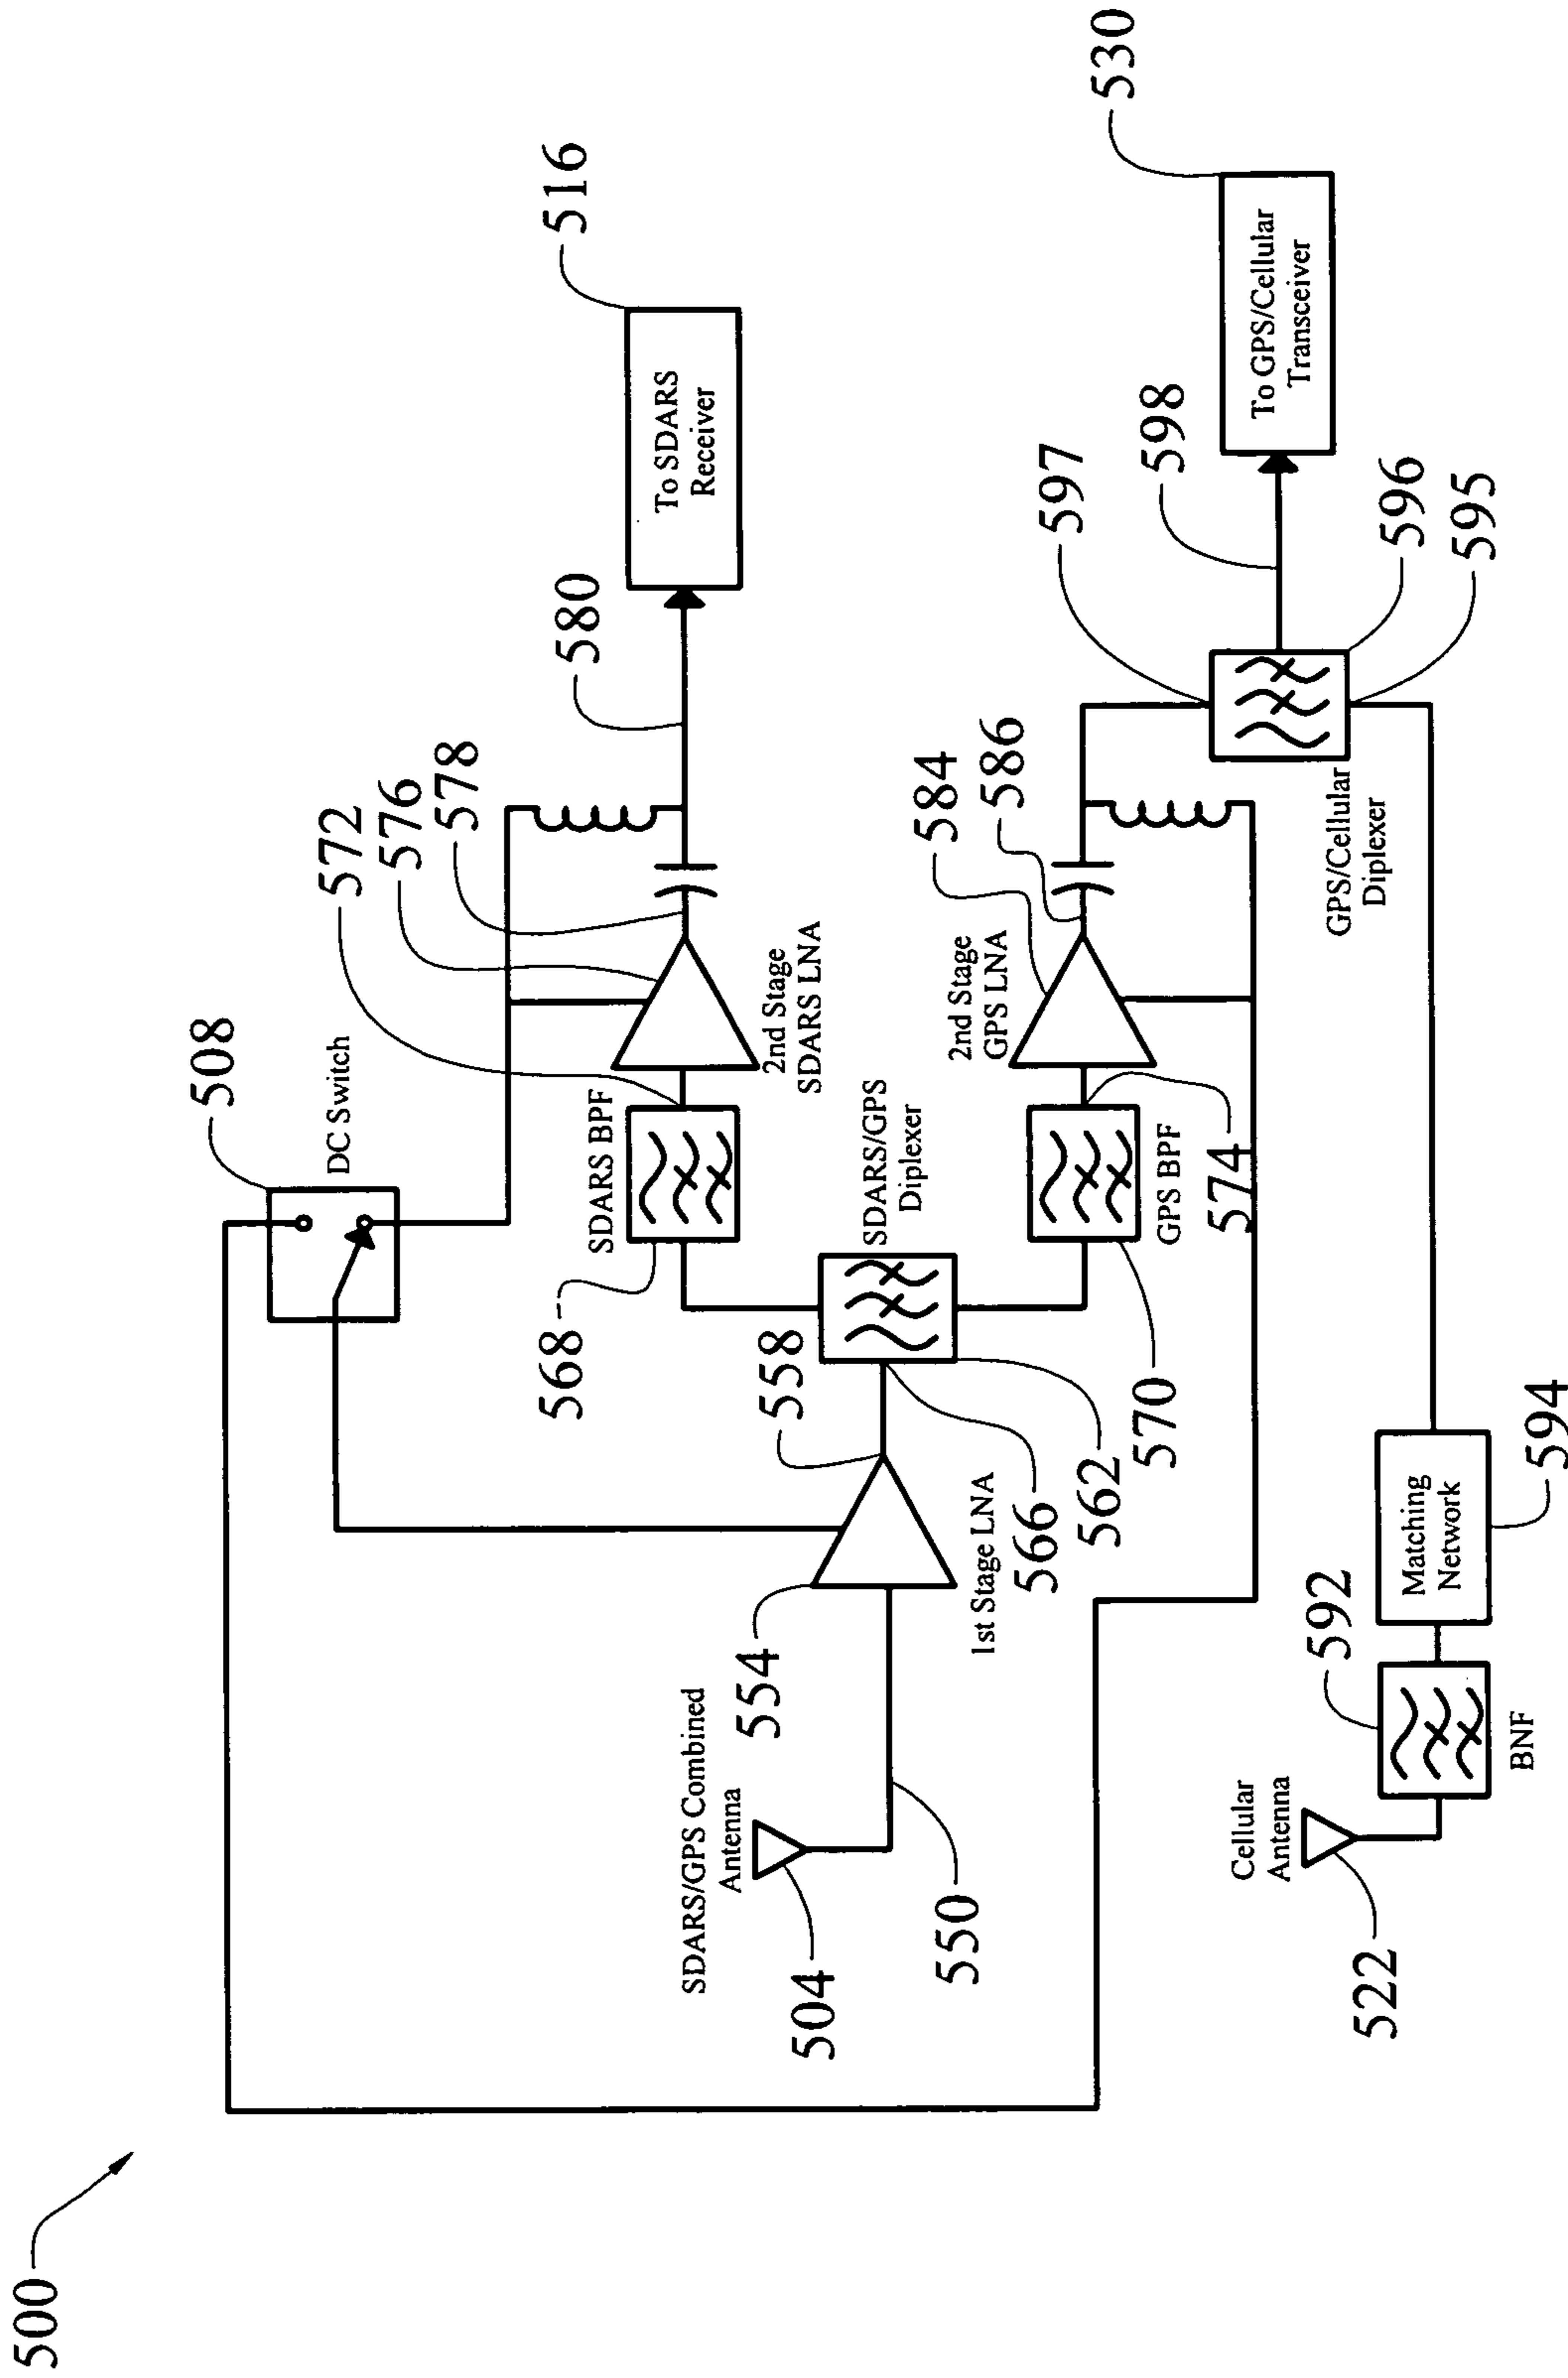 500
508
DC Switch
572
576
578
580
516
To SDARS
Receiver
568
SDARS BPF
2nd Stage
SDARS LNA
SDARS/GPS Combined
Antenna
504
550
554
1st Stage LNA
558
566
562
SDARS/GPS
Diplexer
570
GPS BPF
574
2nd Stage
GPS LNA
584
586
597
598
530
To GPS/Cellular
Transceiver
596
595
GPS/Cellular
Diplexer
Cellular
Antenna
522
592
BNF
Matching
Network
594